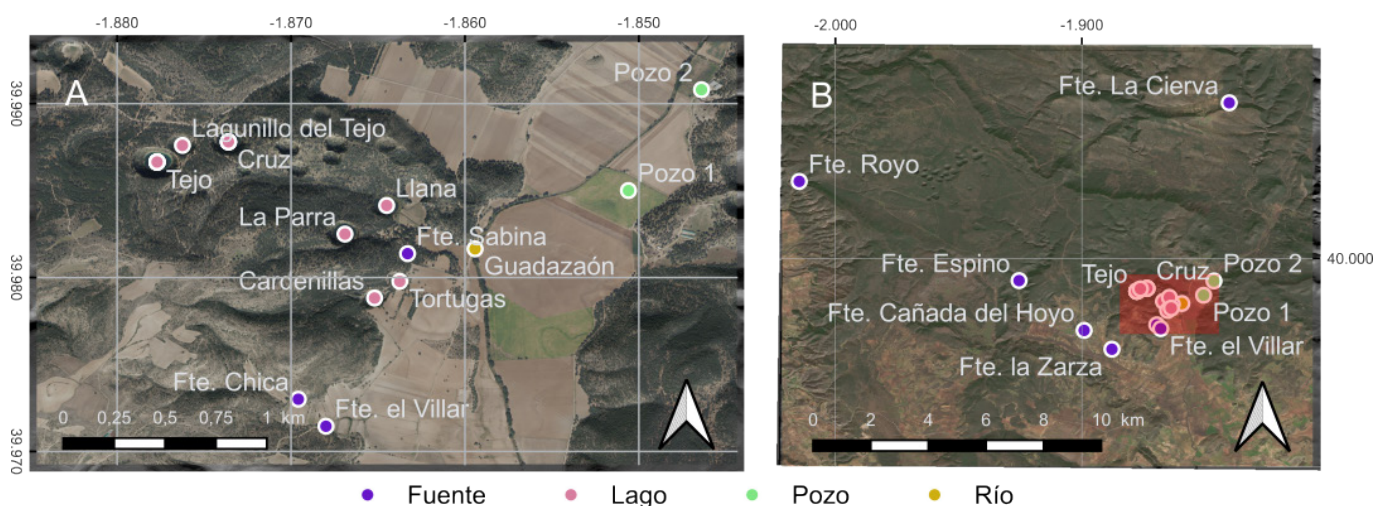 -1.880 -1.870 -1.860 -1.850
A
39.990
39.980
39.970
Pozo 2
Lagunillo del Tejo
Cruz
Tejo
Pozo 1
Llana
La Parra
Fte. Sabina
Guadazaón
Cardenillas
Tortugas
Fte. Chica
Fte. el Villar
0 0,25 0,5 1 km
-2.000 -1.900
B
40.000
Fte. La Cierva
Fte. Royo
Fte. Espino
Tejo
Cruz
Pozo 2
Fte. Cañada del Hoyo
Pozo 1
Fte. el Villar
Fte. la Zarza
0 2 4 6 8 10 km
Fuente Lago Pozo Río